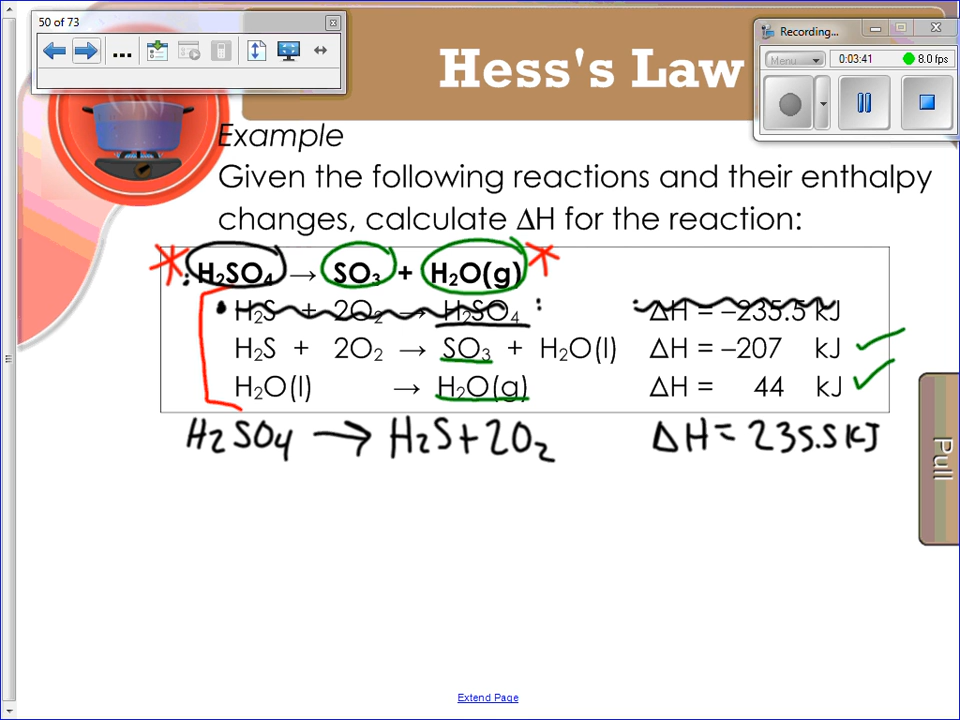 50 of 73
Recording...
Menu
0:03:41
8.0 fps
Hess's Law
Example
Given the following reactions and their enthalpy
changes, calculate ΔH for the reaction:
H₂SO₄ → SO₃ + H₂O(g)
H₂S + 2O₂ → H₂SO₄ ΔH = –235.5 kJ
H₂S + 2O₂ → SO₃ + H₂O(l) ΔH = –207 kJ
H₂O(l) → H₂O(g) ΔH = 44 kJ
H₂SO₄ → H₂S + 2O₂ ΔH = 235.5 KJ
Pull
Extend Page